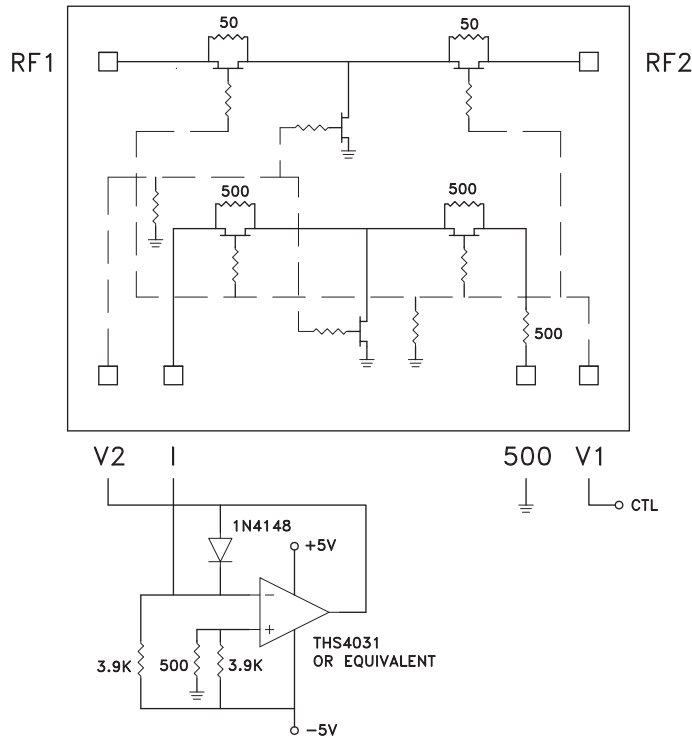 50
50
RF1
RF2
500
500
500
V2
I
500
V1
CTL
1N4148
+5V
−
+
THS4031
OR EQUIVALENT
3.9K
500
3.9K
−5V